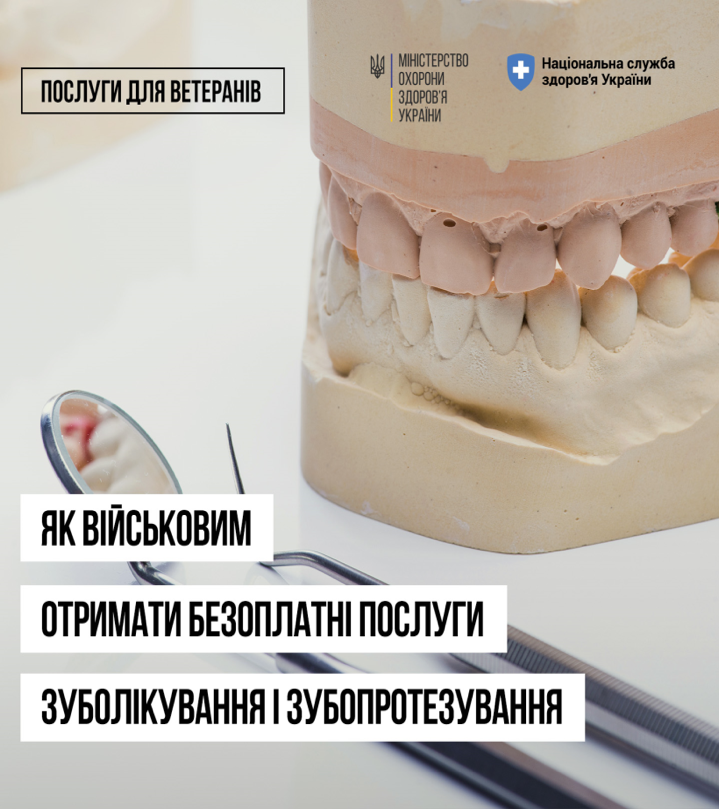 ПОСЛУГИ ДЛЯ ВЕТЕРАНІВ
МІНІСТЕРСТВО
ОХОРОНИ
ЗДОРОВ'Я
УКРАЇНИ
Національна служба
здоров'я України
ЯК ВІЙСЬКОВИМ
ОТРИМАТИ БЕЗОПЛАТНІ ПОСЛУГИ
ЗУБОЛІКУВАННЯ І ЗУБОПРОТЕЗУВАННЯ